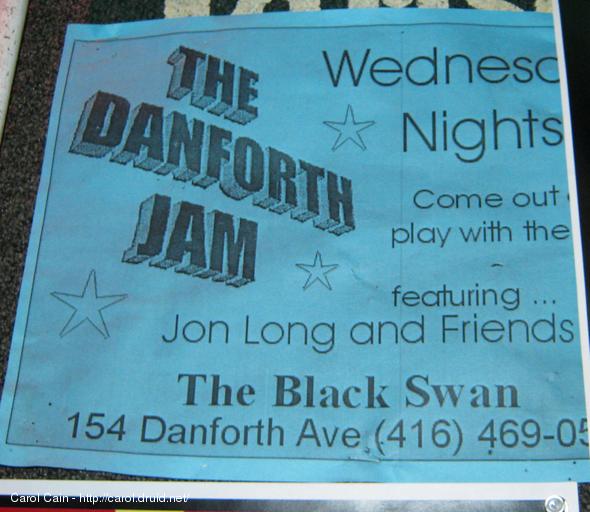 THE
DANFORTH
JAM
Wednesd
Nights
Come out
play with the
featuring ...
Jon Long and Friends
The Black Swan
154 Danforth Ave (416) 469-05
Carol Cain - http://carol.druid.net/